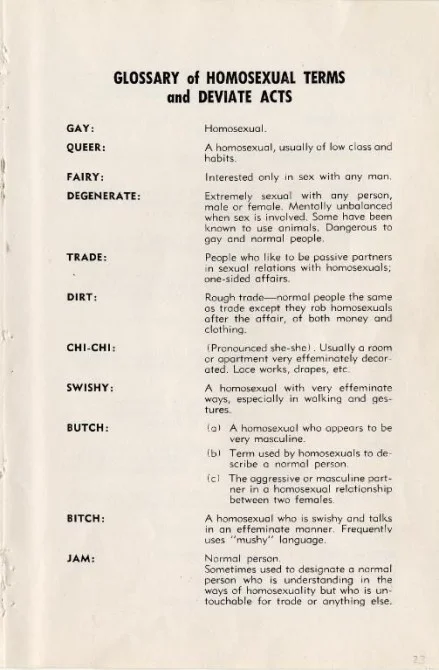 GLOSSARY of HOMOSEXUAL TERMS
and DEVIATE ACTS
GAY: Homosexual.
QUEER: A homosexual, usually of low class and
habits.
FAIRY: Interested only in sex with any man.
DEGENERATE: Extremely sexual with any person,
male or female. Mentally unbalanced
when sex is involved. Some have been
known to use animals. Dangerous to
gay and normal people.
TRADE: People who like to be passive partners
in sexual relations with homosexuals;
one-sided affairs.
DIRT: Rough trade—normal people the same
as trade except they rob homosexuals
after the affair, of both money and
clothing.
CHI-CHI: (Pronounced she-she). Usually a room
or apartment very effeminately decor-
ated. Lace works, drapes, etc.
SWISHY: A homosexual with very effeminate
ways, especially in walking and ges-
tures.
BUTCH: (a) A homosexual who appears to be
very masculine.
(b) Term used by homosexuals to de-
scribe a normal person.
(c) The aggressive or masculine part-
ner in a homosexual relationship
between two females.
BITCH: A homosexual who is swishy and talks
in an effeminate manner. Frequently
uses "mushy" language.
JAM: Normal person.
Sometimes used to designate a normal
person who is understanding in the
ways of homosexuality but who is un-
touchable for trade or anything else.